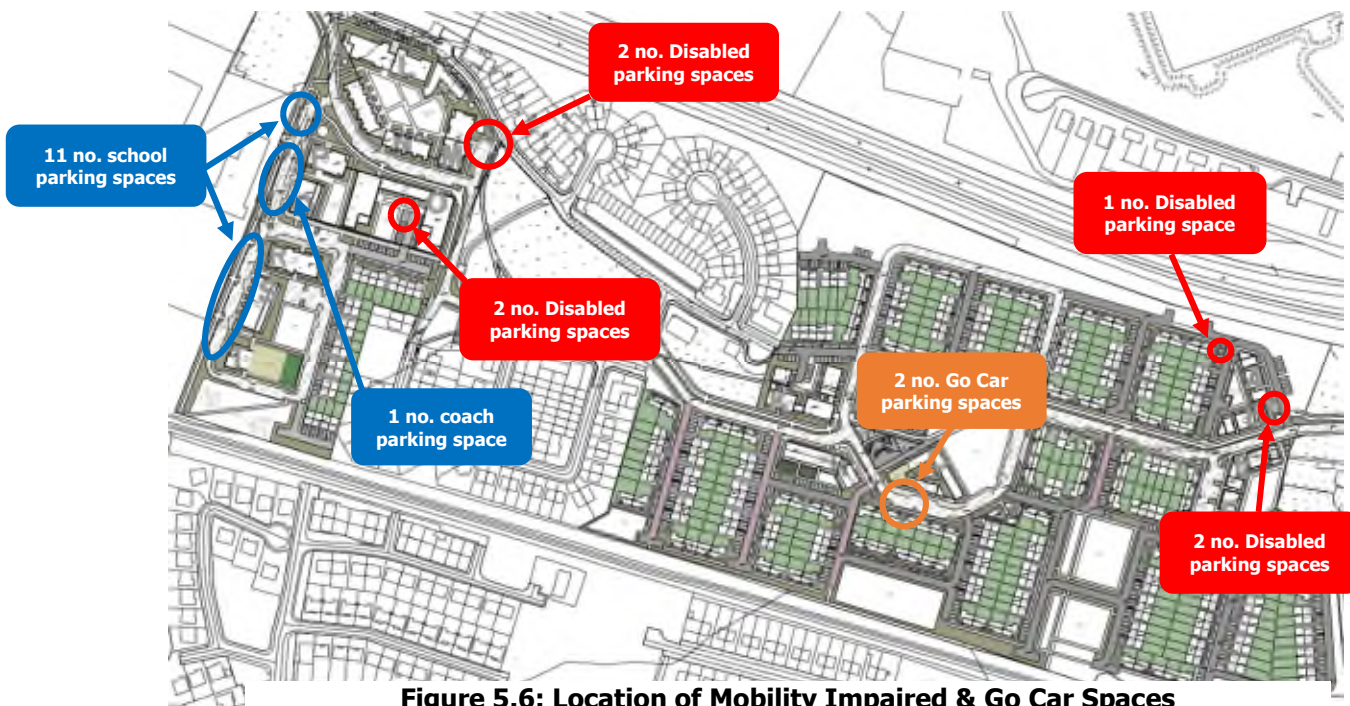 2 no. Disabled
parking spaces
11 no. school
parking spaces
1 no. Disabled
parking space
2 no. Disabled
parking spaces
2 no. Go Car
parking spaces
1 no. coach
parking space
2 no. Disabled
parking spaces
Figure 5.6: Location of Mobility Impaired & Go Car Spaces